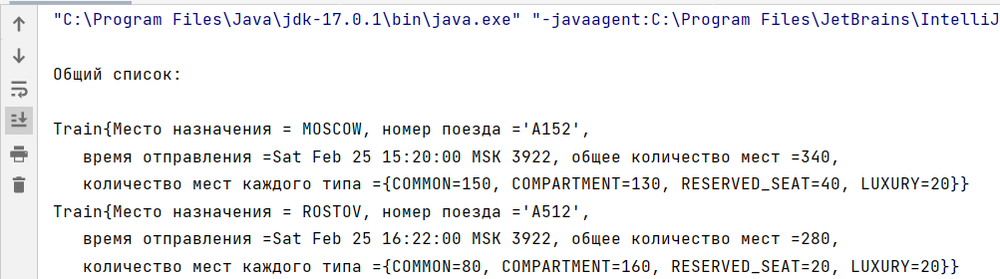 "C:\Program Files\Java\jdk-17.0.1\bin\java.exe" "-javaagent:C:\Program Files\JetBrains\IntelliJ
Общий список:
Train{Место назначения = MOSCOW, номер поезда ='A152',
время отправления =Sat Feb 25 15:20:00 MSK 3922, общее количество мест =340,
количество мест каждого типа ={COMMON=150, COMPARTMENT=130, RESERVED_SEAT=40, LUXURY=20}}
Train{Место назначения = ROSTOV, номер поезда ='A512',
время отправления =Sat Feb 25 16:22:00 MSK 3922, общее количество мест =280,
количество мест каждого типа ={COMMON=80, COMPARTMENT=160, RESERVED_SEAT=20, LUXURY=20}}